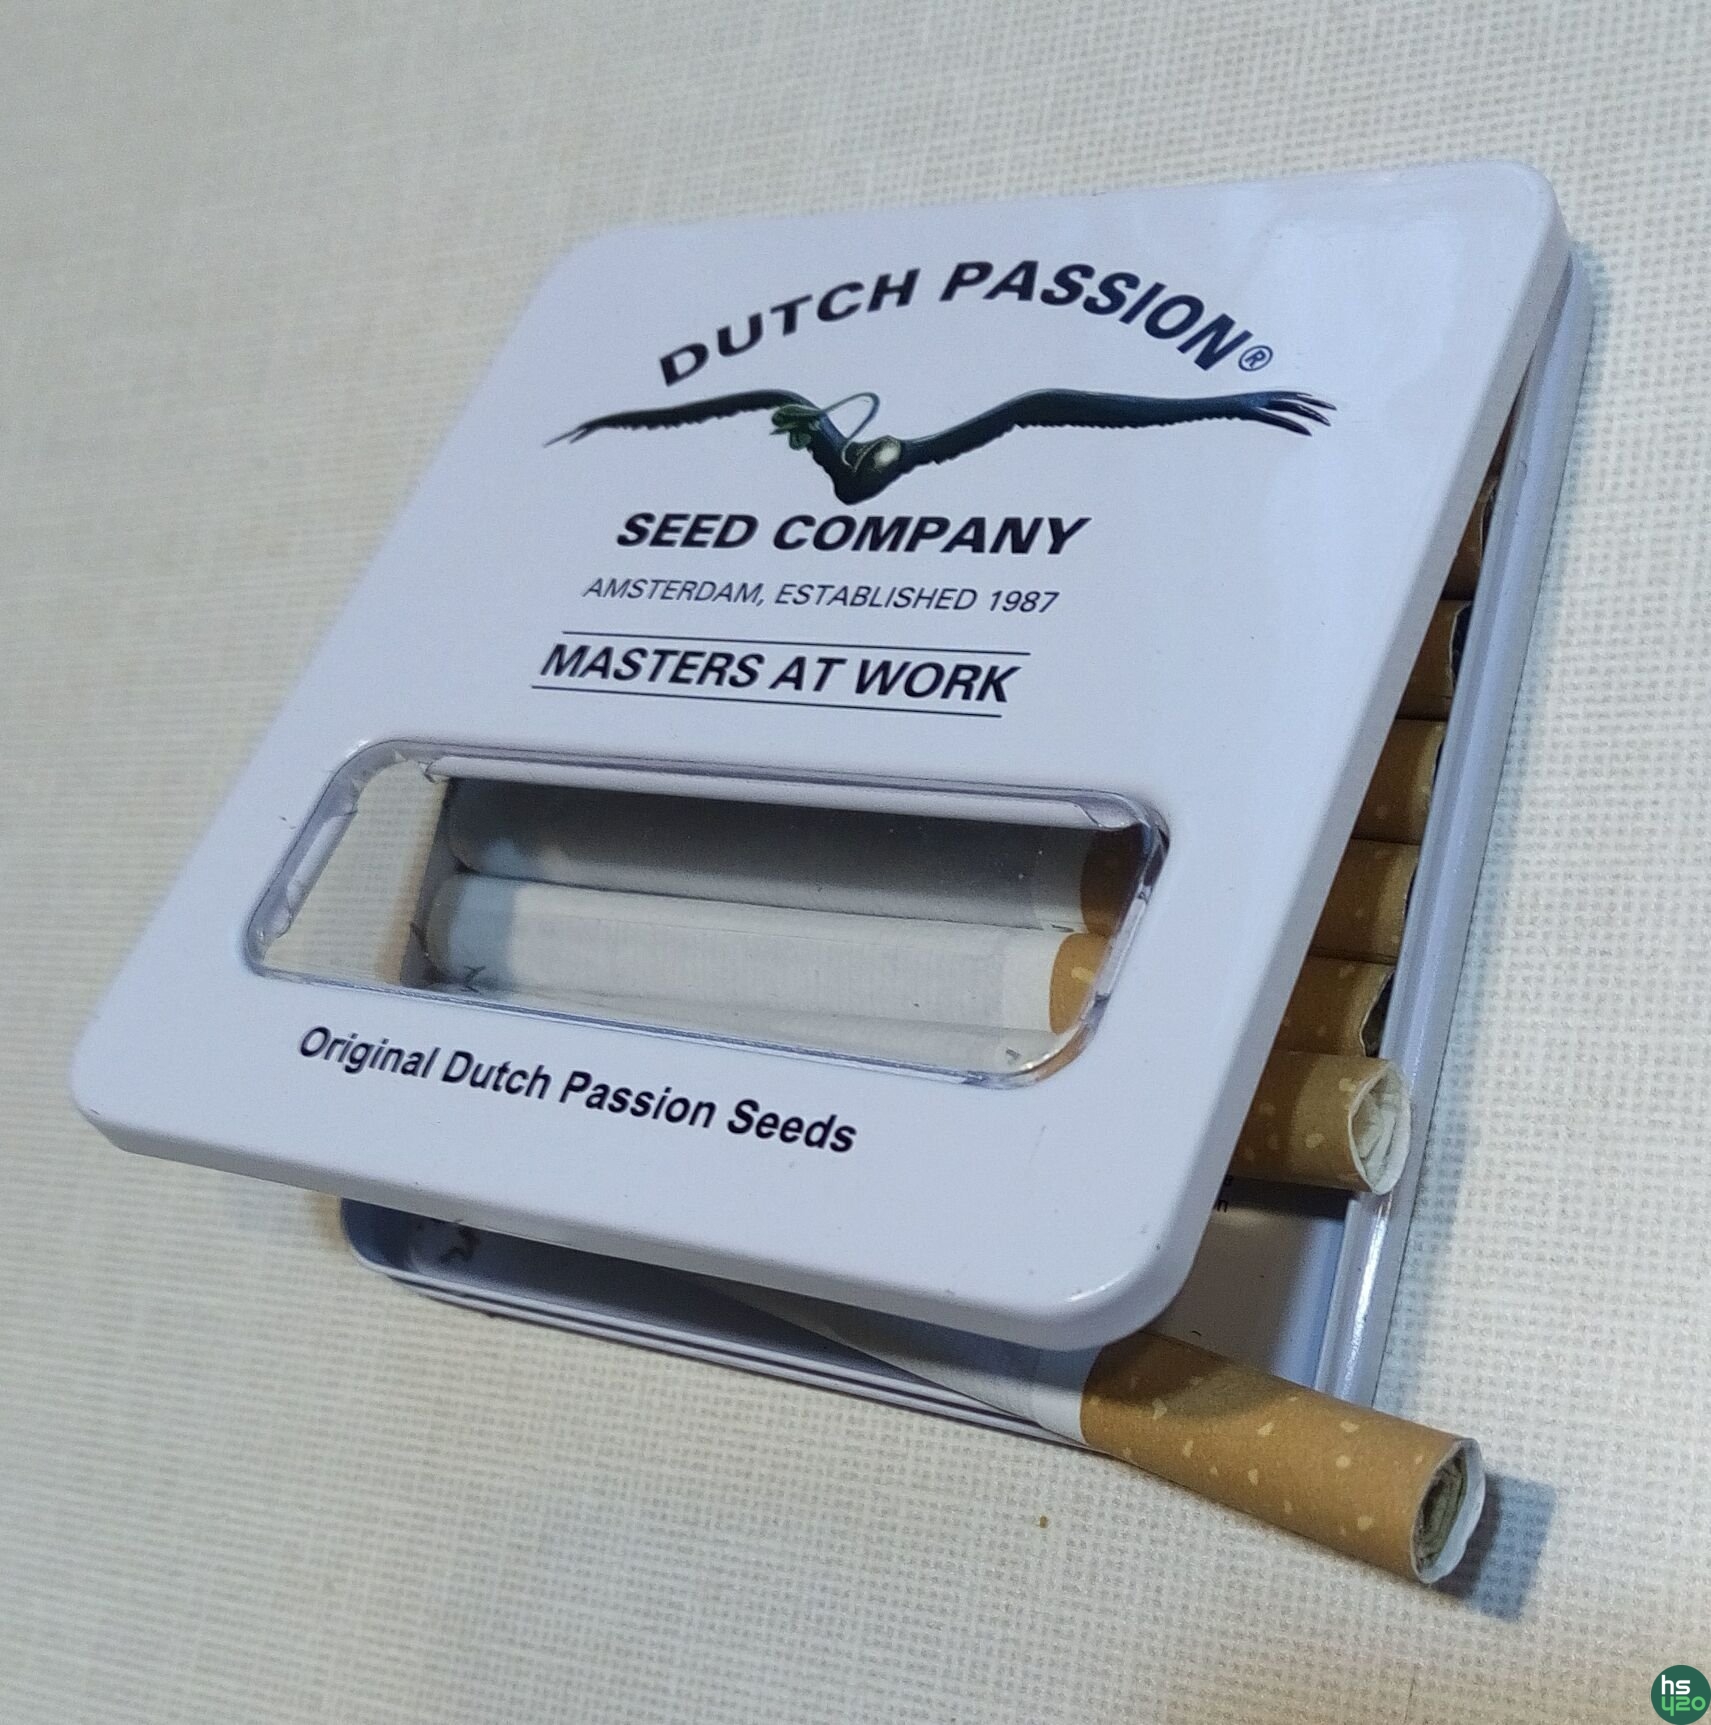 DUTCH PASSION®
SEED COMPANY
AMSTERDAM, ESTABLISHED 1987
MASTERS AT WORK
Original Dutch Passion Seeds
hs
420